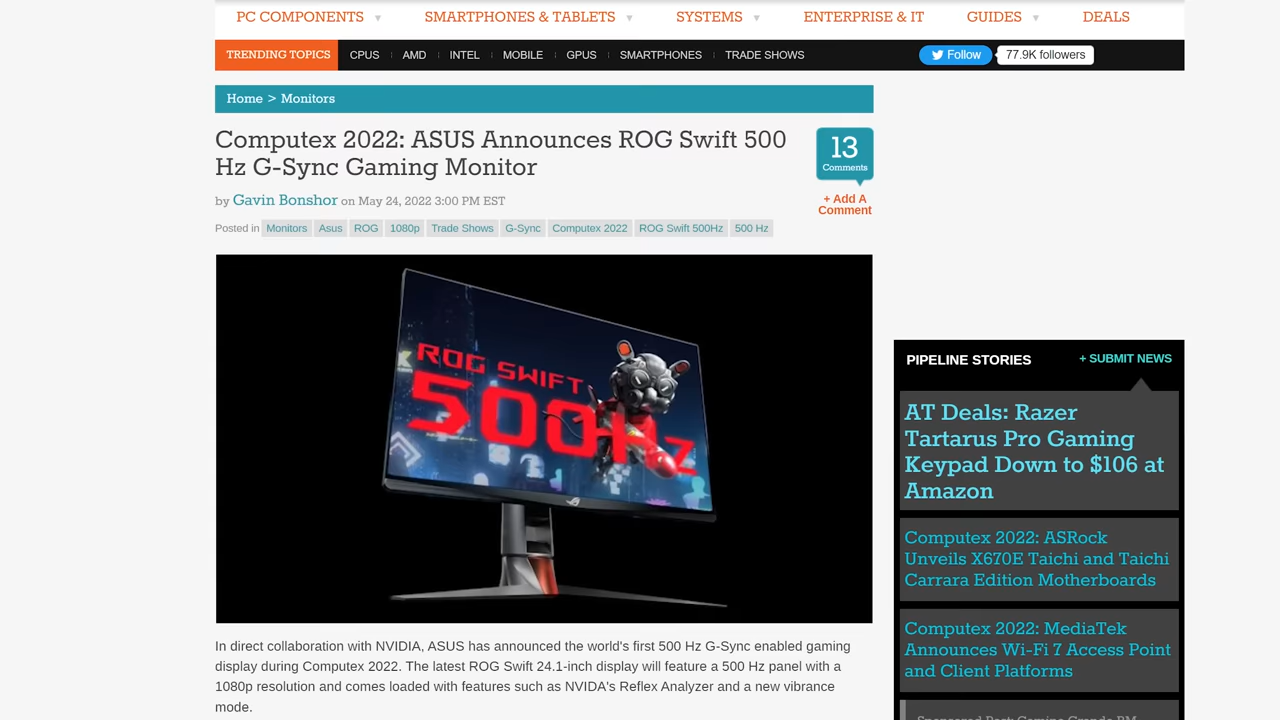 PC COMPONENTS ▼ SMARTPHONES & TABLETS ▼ SYSTEMS ▼ ENTERPRISE & IT GUIDES ▼ DEALS
TRENDING TOPICS CPUS AMD INTEL MOBILE GPUS SMARTPHONES TRADE SHOWS Follow 77.9K followers
Home > Monitors
Computex 2022: ASUS Announces ROG Swift 500
Hz G-Sync Gaming Monitor
13
Comments
+ Add A
Comment
by Gavin Bonshor on May 24, 2022 3:00 PM EST
Posted in Monitors Asus ROG 1080p Trade Shows G-Sync Computex 2022 ROG Swift 500Hz 500 Hz
ROG SWIFT
500Hz
In direct collaboration with NVIDIA, ASUS has announced the world's first 500 Hz G-Sync enabled gaming
display during Computex 2022. The latest ROG Swift 24.1-inch display will feature a 500 Hz panel with a
1080p resolution and comes loaded with features such as NVIDA's Reflex Analyzer and a new vibrance
mode.
PIPELINE STORIES + SUBMIT NEWS
AT Deals: Razer
Tartarus Pro Gaming
Keypad Down to $106 at
Amazon
Computex 2022: ASRock
Unveils X670E Taichi and Taichi
Carrara Edition Motherboards
Computex 2022: MediaTek
Announces Wi-Fi 7 Access Point
and Client Platforms